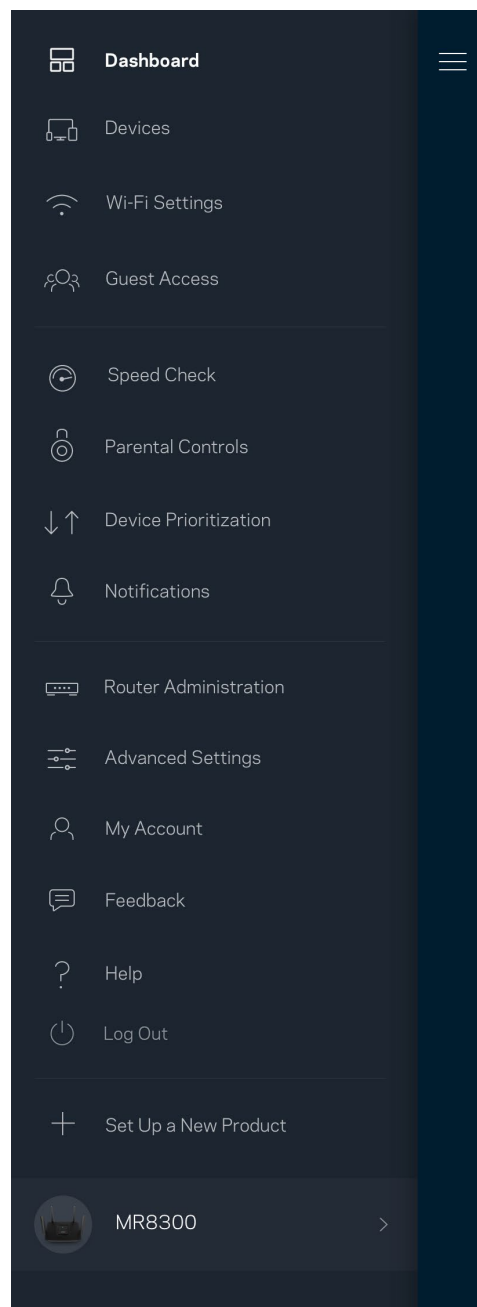 Dashboard
Devices
Wi-Fi Settings
Guest Access
Speed Check
Parental Controls
Device Prioritization
Notifications
Router Administration
Advanced Settings
My Account
Feedback
Help
Log Out
Set Up a New Product
MR8300